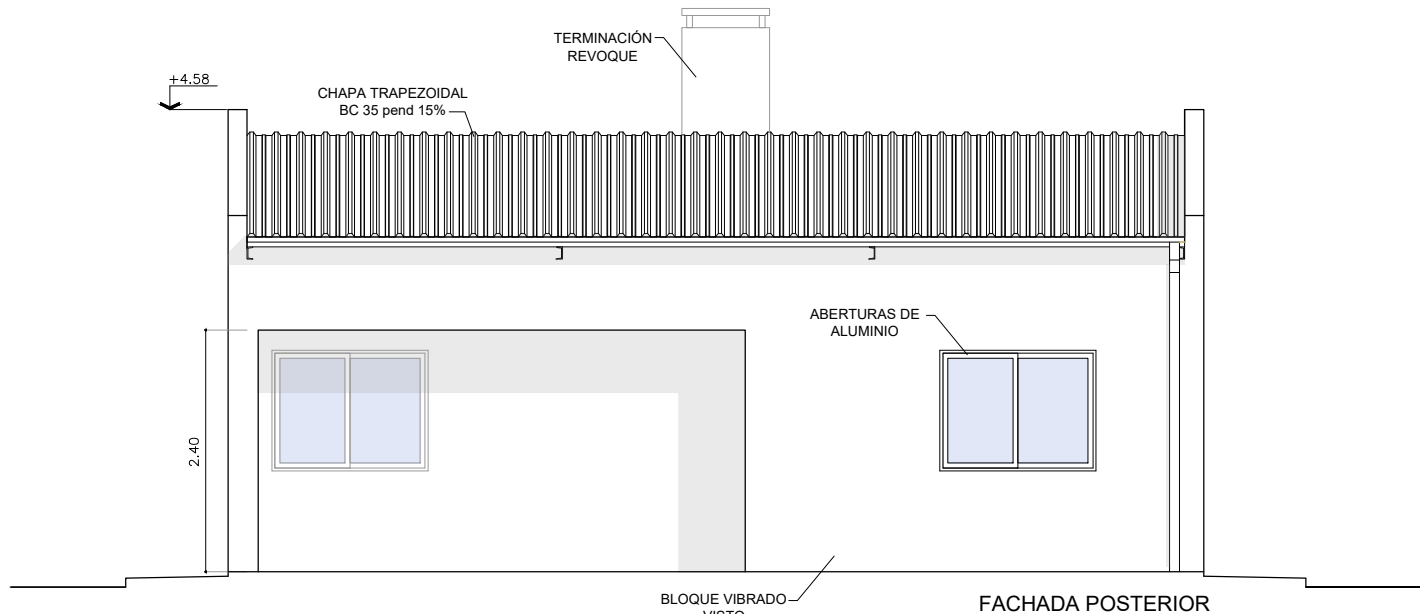 TERMINACIÓN
REVOQUE
+4.58
CHAPA TRAPEZOIDAL
BC 35 pend 15%
ABERTURAS DE
ALUMINIO
2.40
BLOQUE VIBRADO
VISTO
FACHADA POSTERIOR